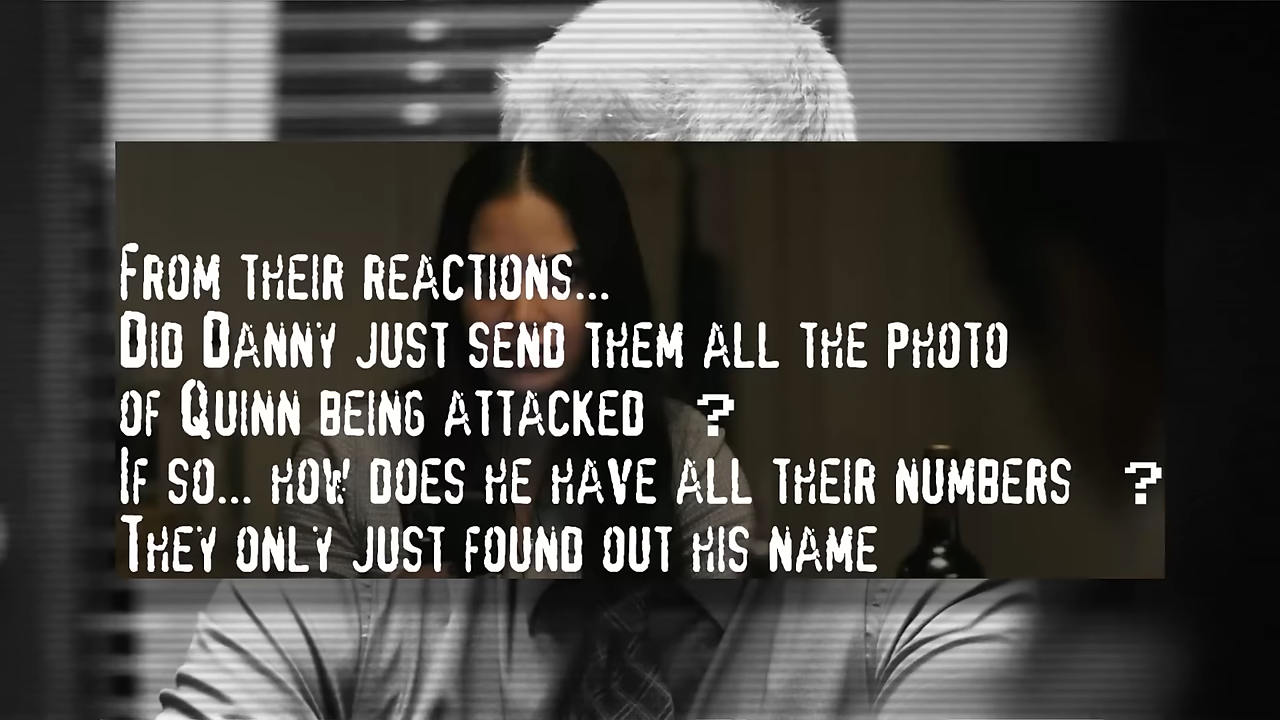 From their reactions...
Did Danny just send them all the photo
of Quinn being attacked ?
If so... how does he have all their numbers ?
They only just found out his name